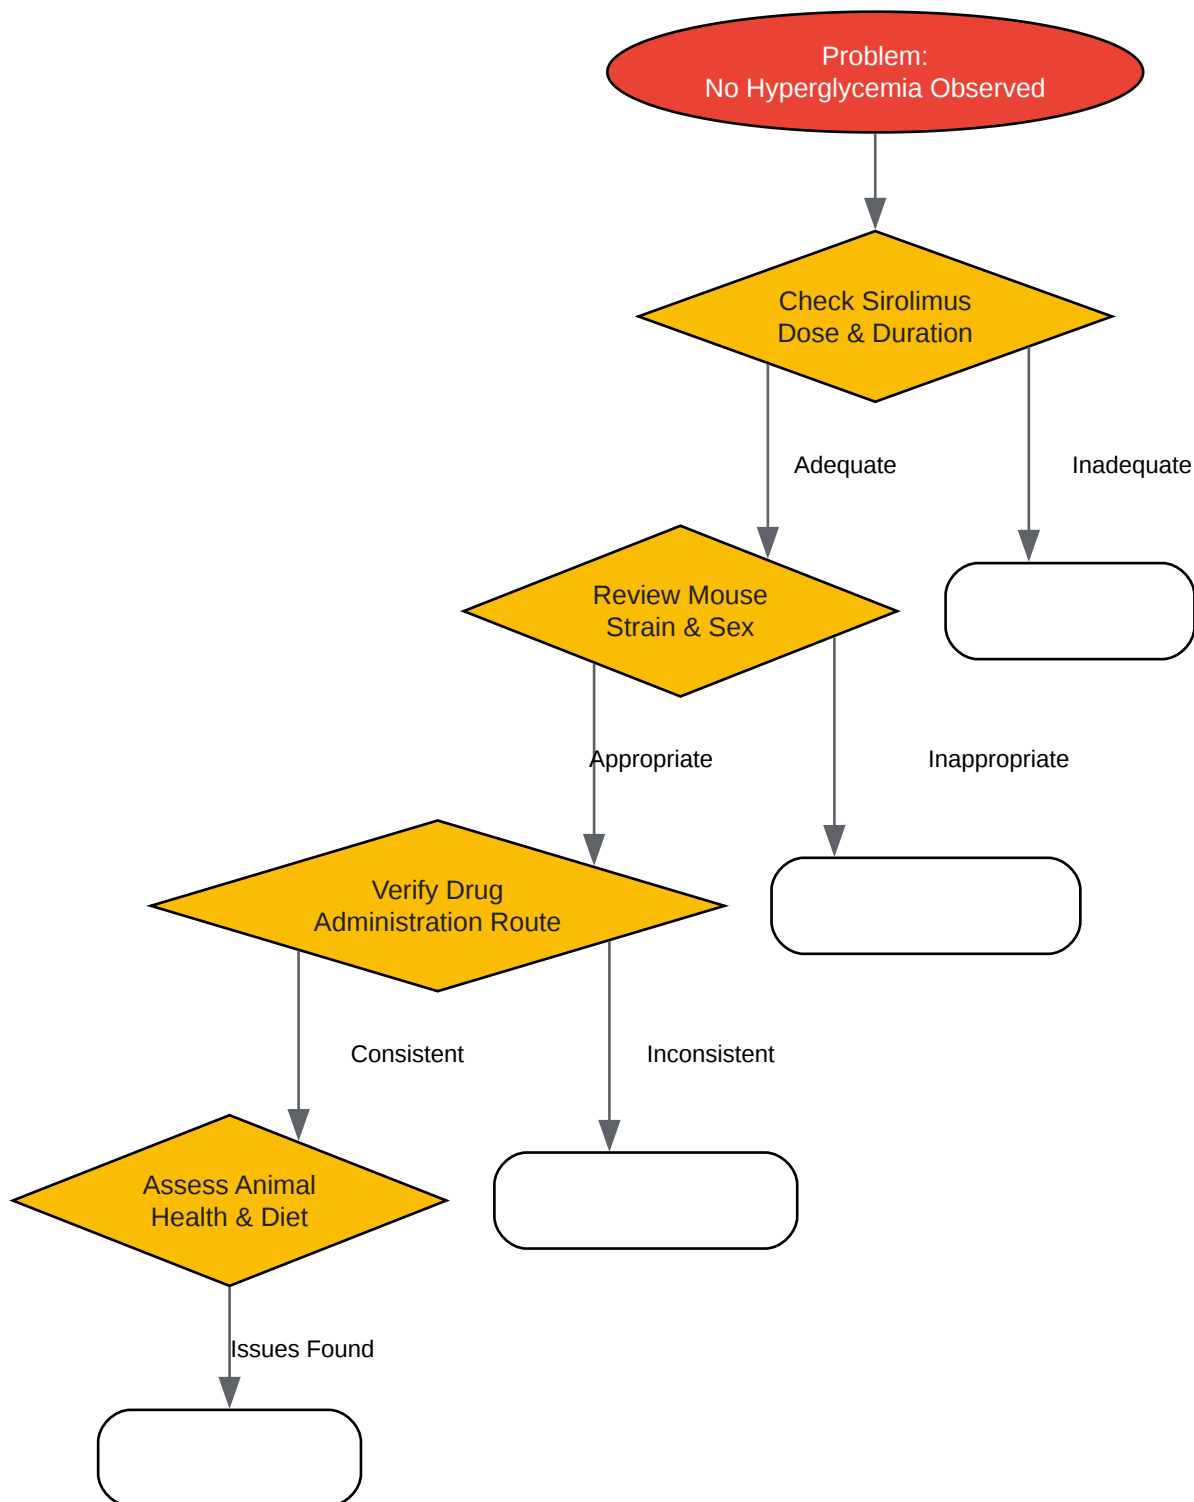 Problem:
No Hyperglycemia Observed
Check Sirolimus
Dose & Duration
Adequate
Inadequate
Review Mouse
Strain & Sex
Appropriate
Inappropriate
Verify Drug
Administration Route
Consistent
Inconsistent
Assess Animal
Health & Diet
Issues Found